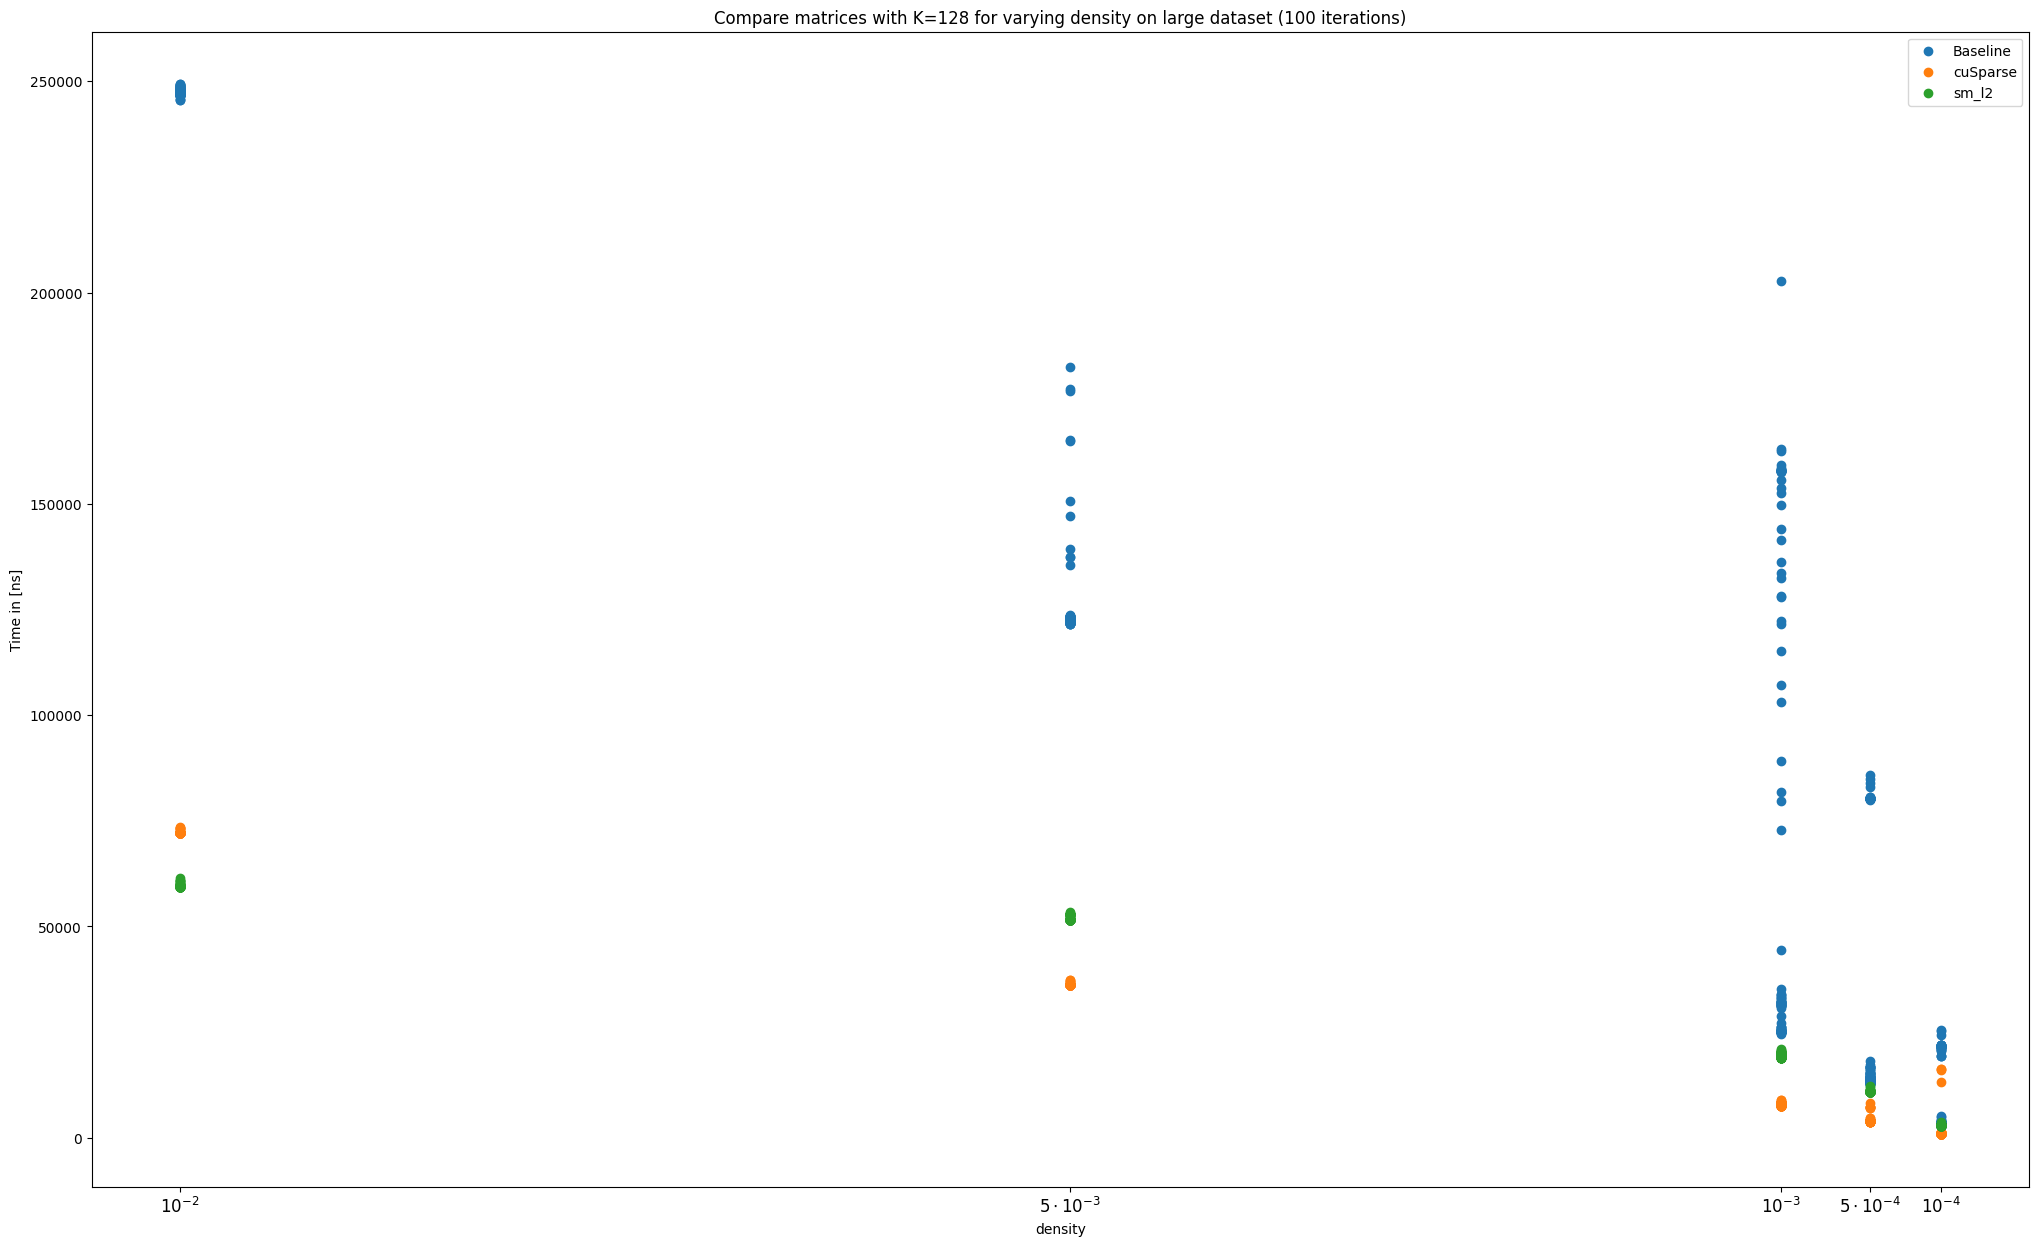 Compare matrices with K=128 for varying density on large dataset (100 iterations)
Baseline
cuSparse
sm_l2
250000
200000
150000
100000
50000
0
Time in [ns]
10⁻² 5·10⁻³ 10⁻³ 5·10⁻⁴ 10⁻⁴
density